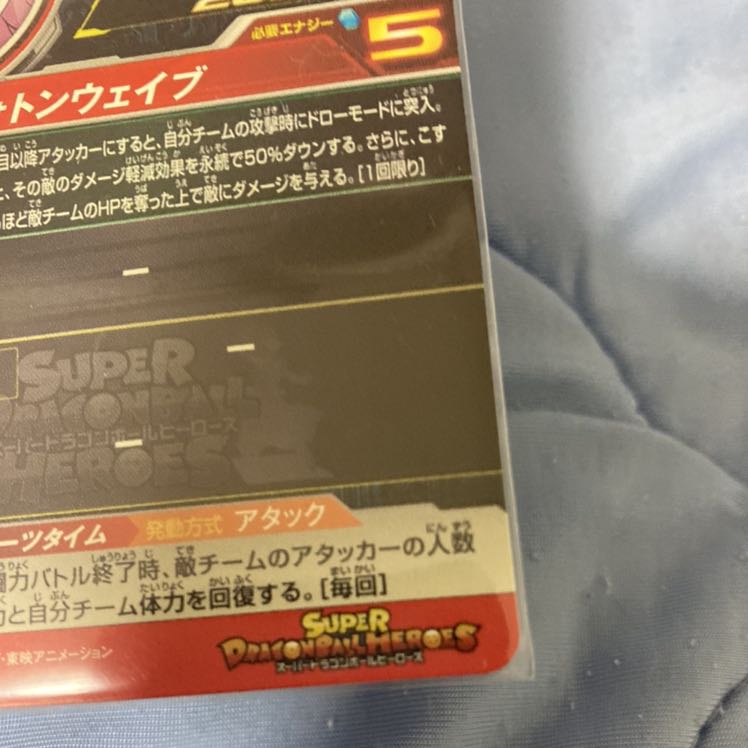 必要エナジー 5
トンウェイブ
目以降アタッカーにすると、自分チームの攻撃時にドローモードに突入。
、その敵のダメージ軽減効果を永続で50%ダウンする。さらに、こす
ほど敵チームのHPを奪った上で敵にダメージを与える。[1回限り]
SUPER
DRAGONBALL
スーパードラゴンボールヒーローズ
HEROES
ーツタイム 発動方式 アタック
闘力バトル終了時、敵チームのアタッカーの人数
力と自分チーム体力を回復する。[毎回]
SUPER
DRAGONBALL HEROES
スーパードラゴンボールヒーローズ
・東映アニメーション